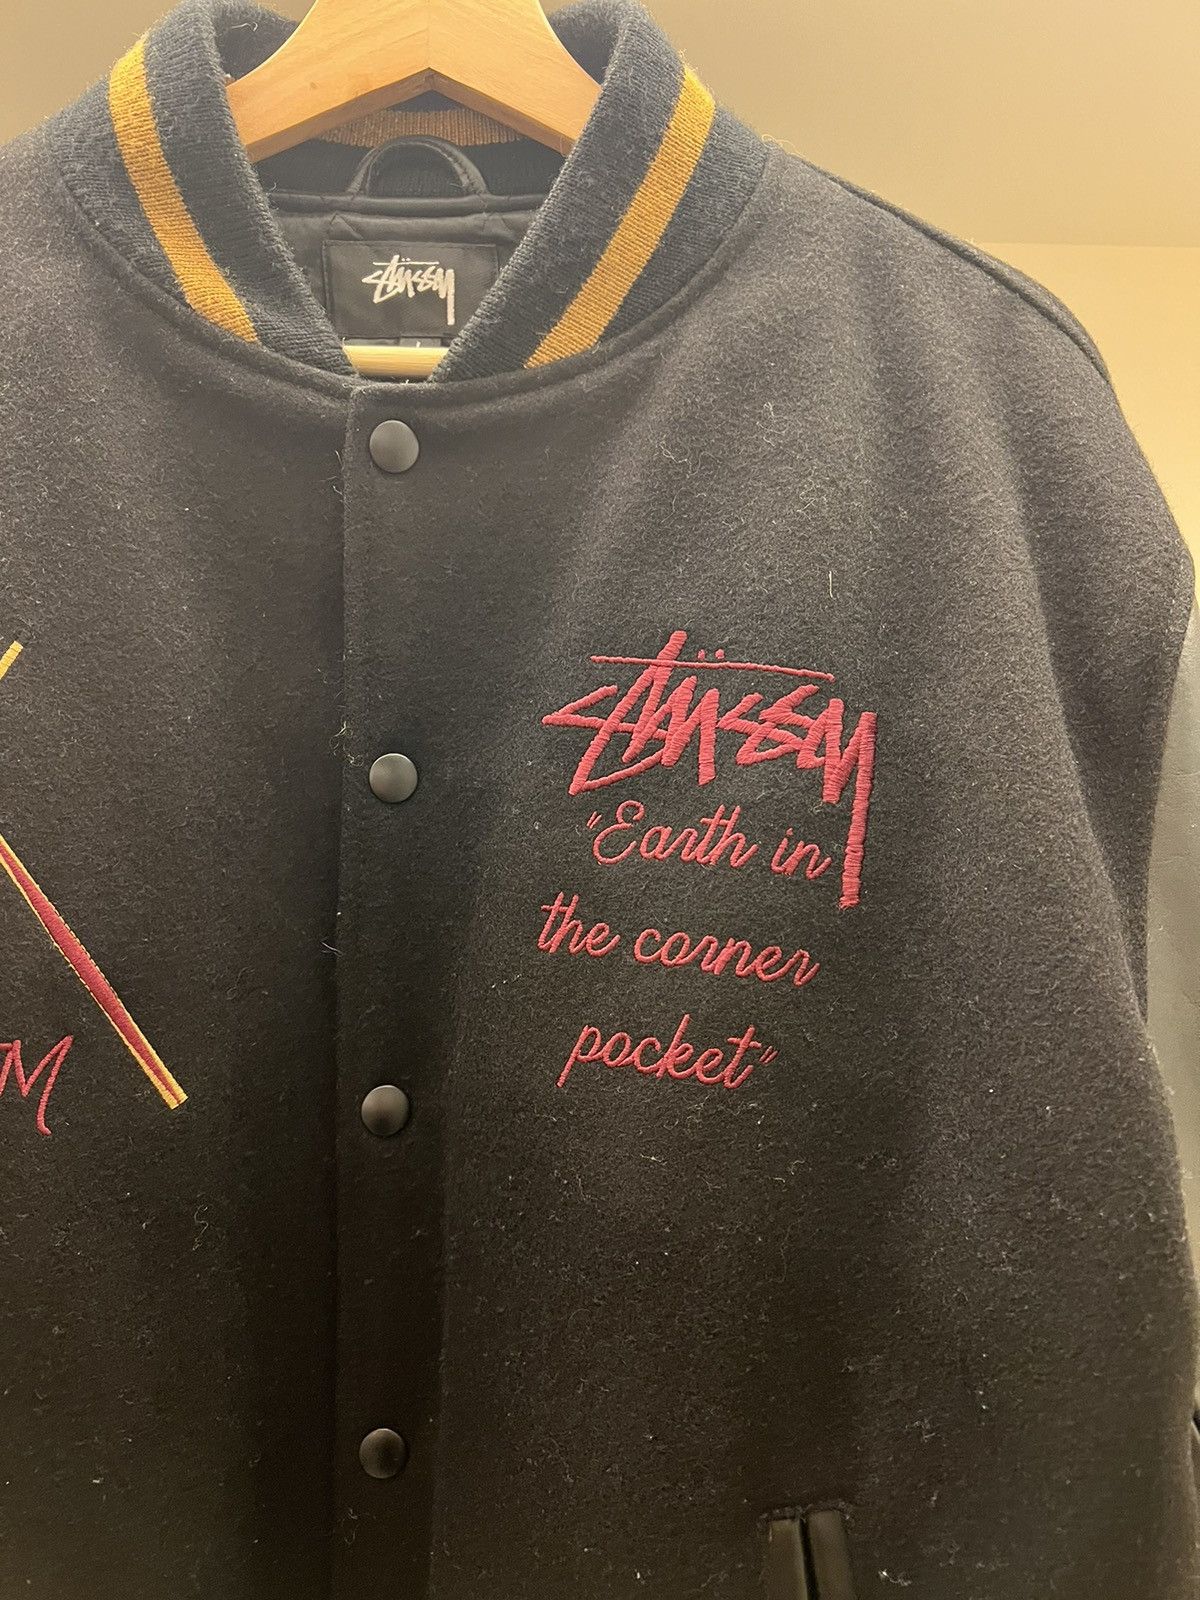 STÜSSY
STÜSSY
"Earth in
the corner
pocket"